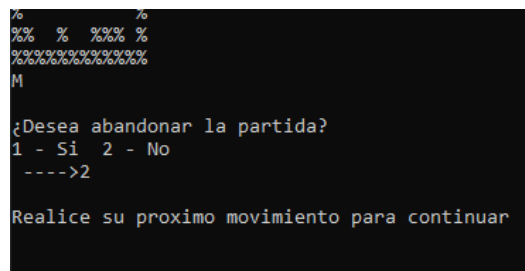 %               %
%%   %   %%% %
%%%%%%%%%%%%
M
¿Desea abandonar la partida?
1 - Si  2 - No
 ---->2
Realice su proximo movimiento para continuar